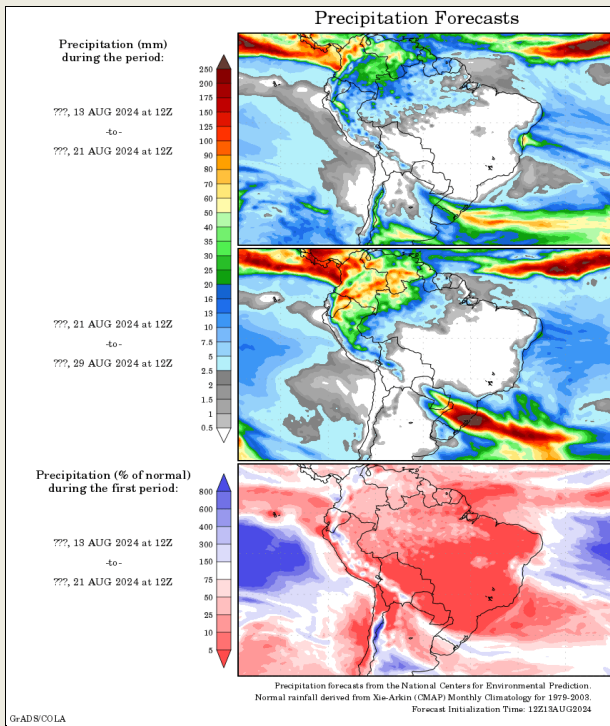 Precipitation Forecasts
Precipitation (mm)
during the period:
???, 13 AUG 2024 at 12Z
-to-
???, 21 AUG 2024 at 12Z
250
200
175
150
125
100
90
80
70
60
50
40
35
30
25
20
16
13
10
7.5
5
2.5
2
1.5
1
0.5
???, 21 AUG 2024 at 12Z
-to-
???, 29 AUG 2024 at 12Z
Precipitation (% of normal)
during the first period:
???, 13 AUG 2024 at 12Z
-to-
???, 21 AUG 2024 at 12Z
800
600
400
300
150
75
50
25
10
5
Precipitation forecasts from the National Centers for Environmental Prediction.
Normal rainfall derived from Xie-Arkin (CMAP) Monthly Climatology for 1979-2003.
Forecast Initialization Time: 12Z13AUG2024
GrADS/COLA